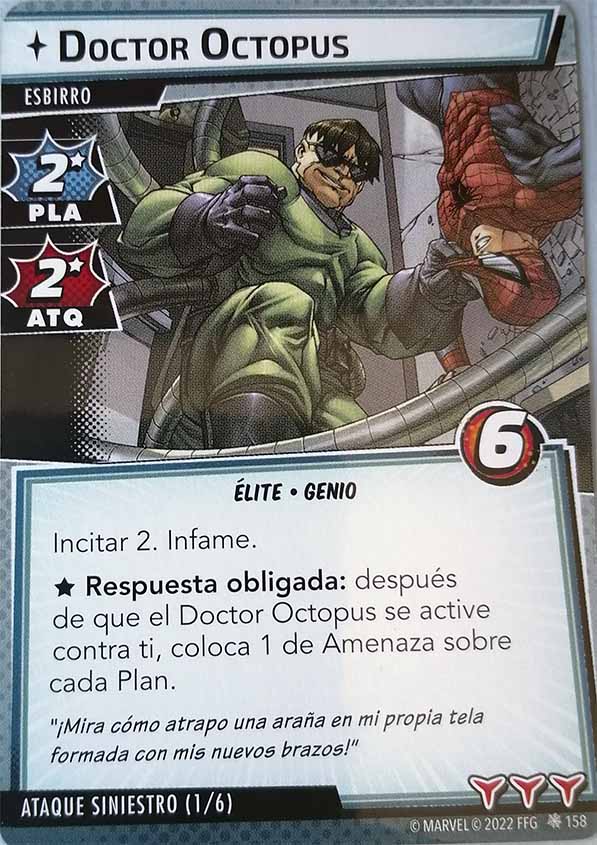 DOCTOR OCTOPUS
ESBIRRO
2
PLA
2
ATQ
6
ÉLITE • GENIO
Incitar 2. Infame.
★ Respuesta obligada: después
de que el Doctor Octopus se active
contra ti, coloca 1 de Amenaza sobre
cada Plan.
"¡Mira cómo atrapo una araña en mi propia tela
formada con mis nuevos brazos!"
ATAQUE SINIESTRO (1/6)
© MARVEL © 2022 FFG 158